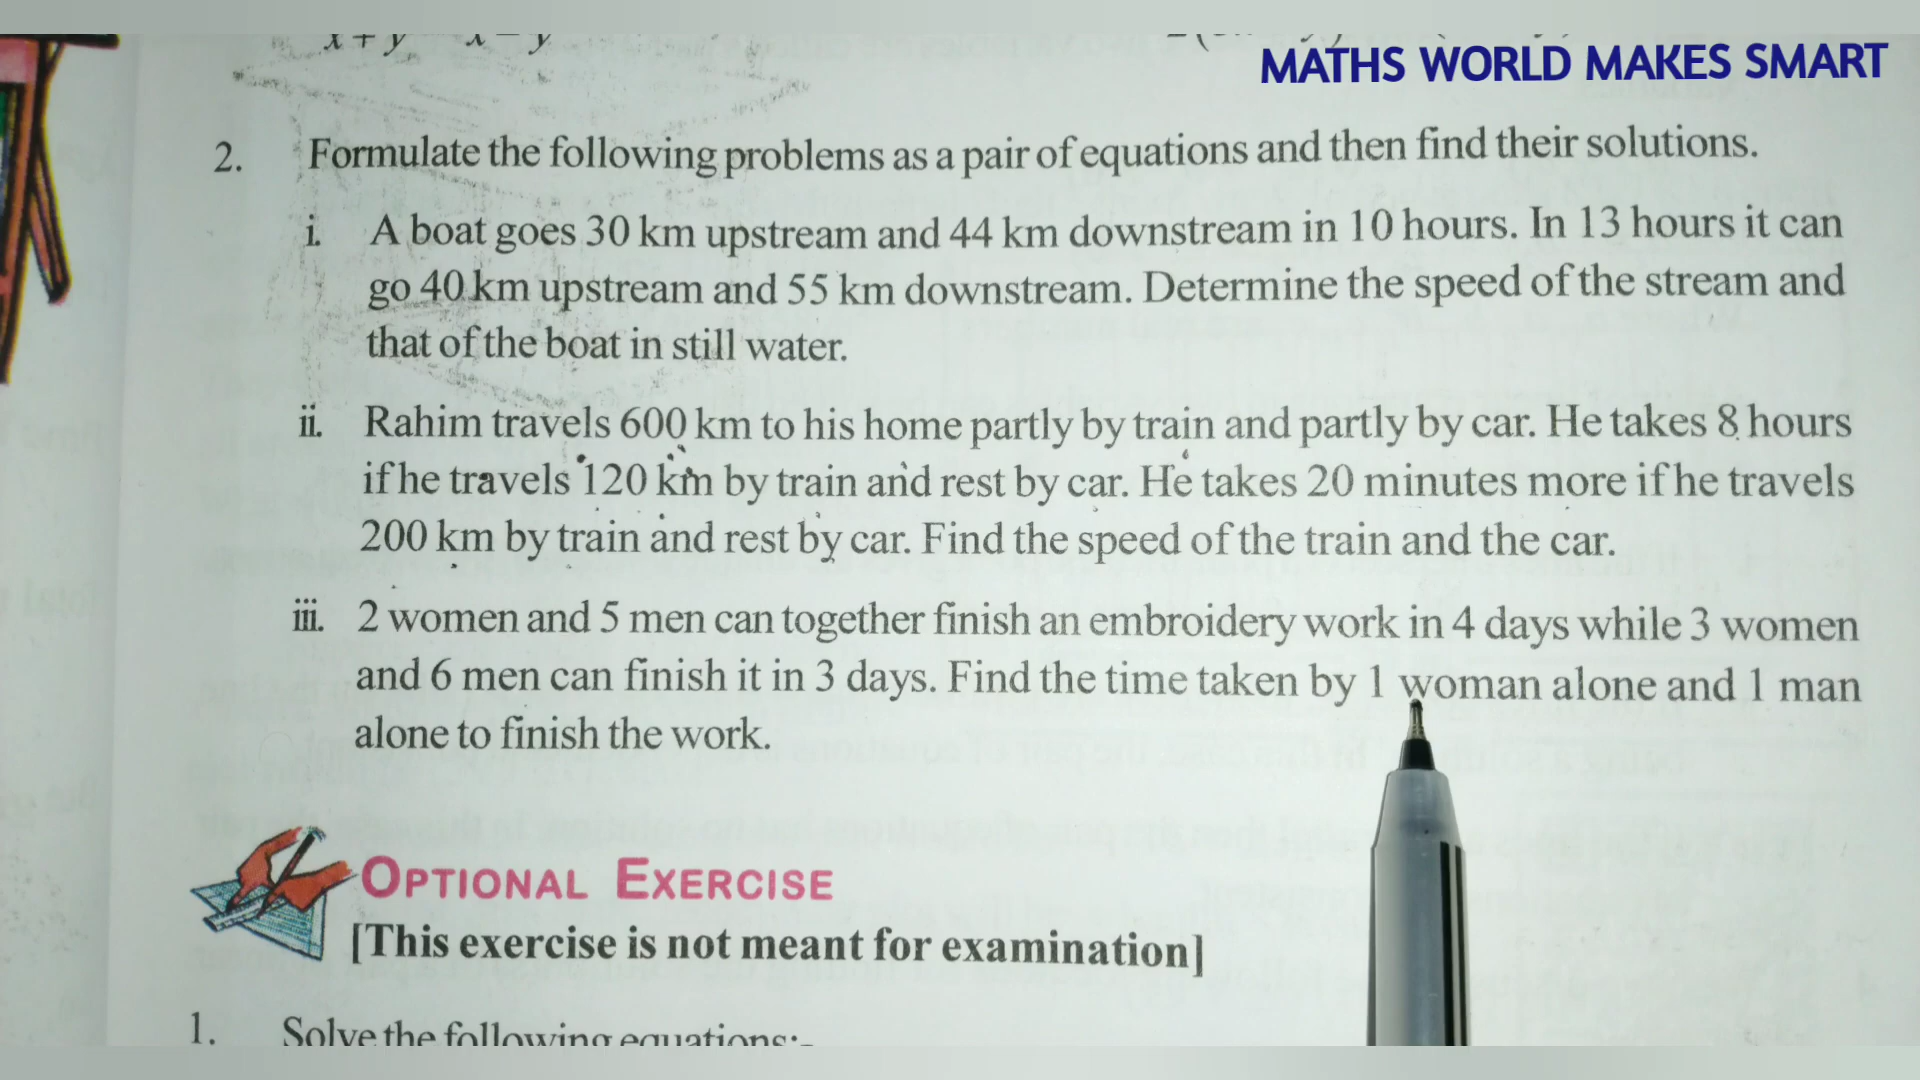 x + y x - y
MATHS WORLD MAKES SMART
2. Formulate the following problems as a pair of equations and then find their solutions.
i. A boat goes 30 km upstream and 44 km downstream in 10 hours. In 13 hours it can
go 40 km upstream and 55 km downstream. Determine the speed of the stream and
that of the boat in still water.
ii. Rahim travels 600 km to his home partly by train and partly by car. He takes 8 hours
if he travels 120 km by train and rest by car. He takes 20 minutes more if he travels
200 km by train and rest by car. Find the speed of the train and the car.
iii. 2 women and 5 men can together finish an embroidery work in 4 days while 3 women
and 6 men can finish it in 3 days. Find the time taken by 1 woman alone and 1 man
alone to finish the work.
OPTIONAL EXERCISE
[This exercise is not meant for examination]
1. Solve the following equations:-